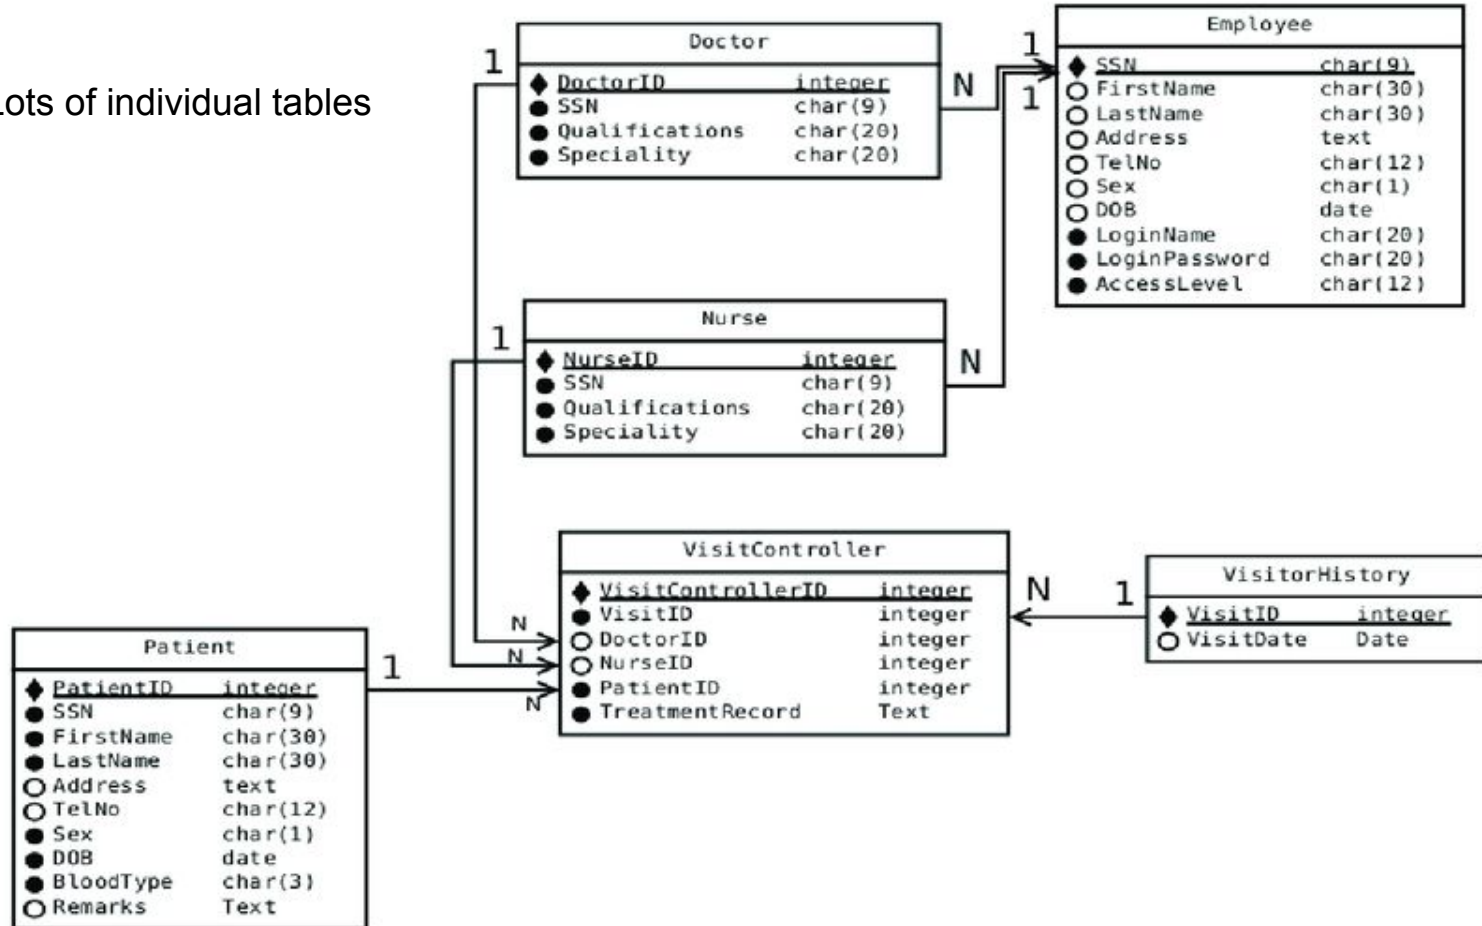 Lots of individual tables
Doctor
DoctorID integer
SSN char(9)
Qualifications char(20)
Speciality char(20)
1
N
Employee
SSN char(9)
FirstName char(30)
LastName char(30)
Address text
TelNo char(12)
Sex char(1)
DOB date
LoginName char(20)
LoginPassword char(20)
AccessLevel char(12)
1
1
Nurse
NurseID integer
SSN char(9)
Qualifications char(20)
Speciality char(20)
1
N
VisitController
VisitControllerID integer
VisitID integer
DoctorID integer
NurseID integer
PatientID integer
TreatmentRecord Text
N
N
N
N
1
VisitorHistory
VisitID integer
VisitDate Date
Patient
PatientID integer
SSN char(9)
FirstName char(30)
LastName char(30)
Address text
TelNo char(12)
Sex char(1)
DOB date
BloodType char(3)
Remarks Text
1